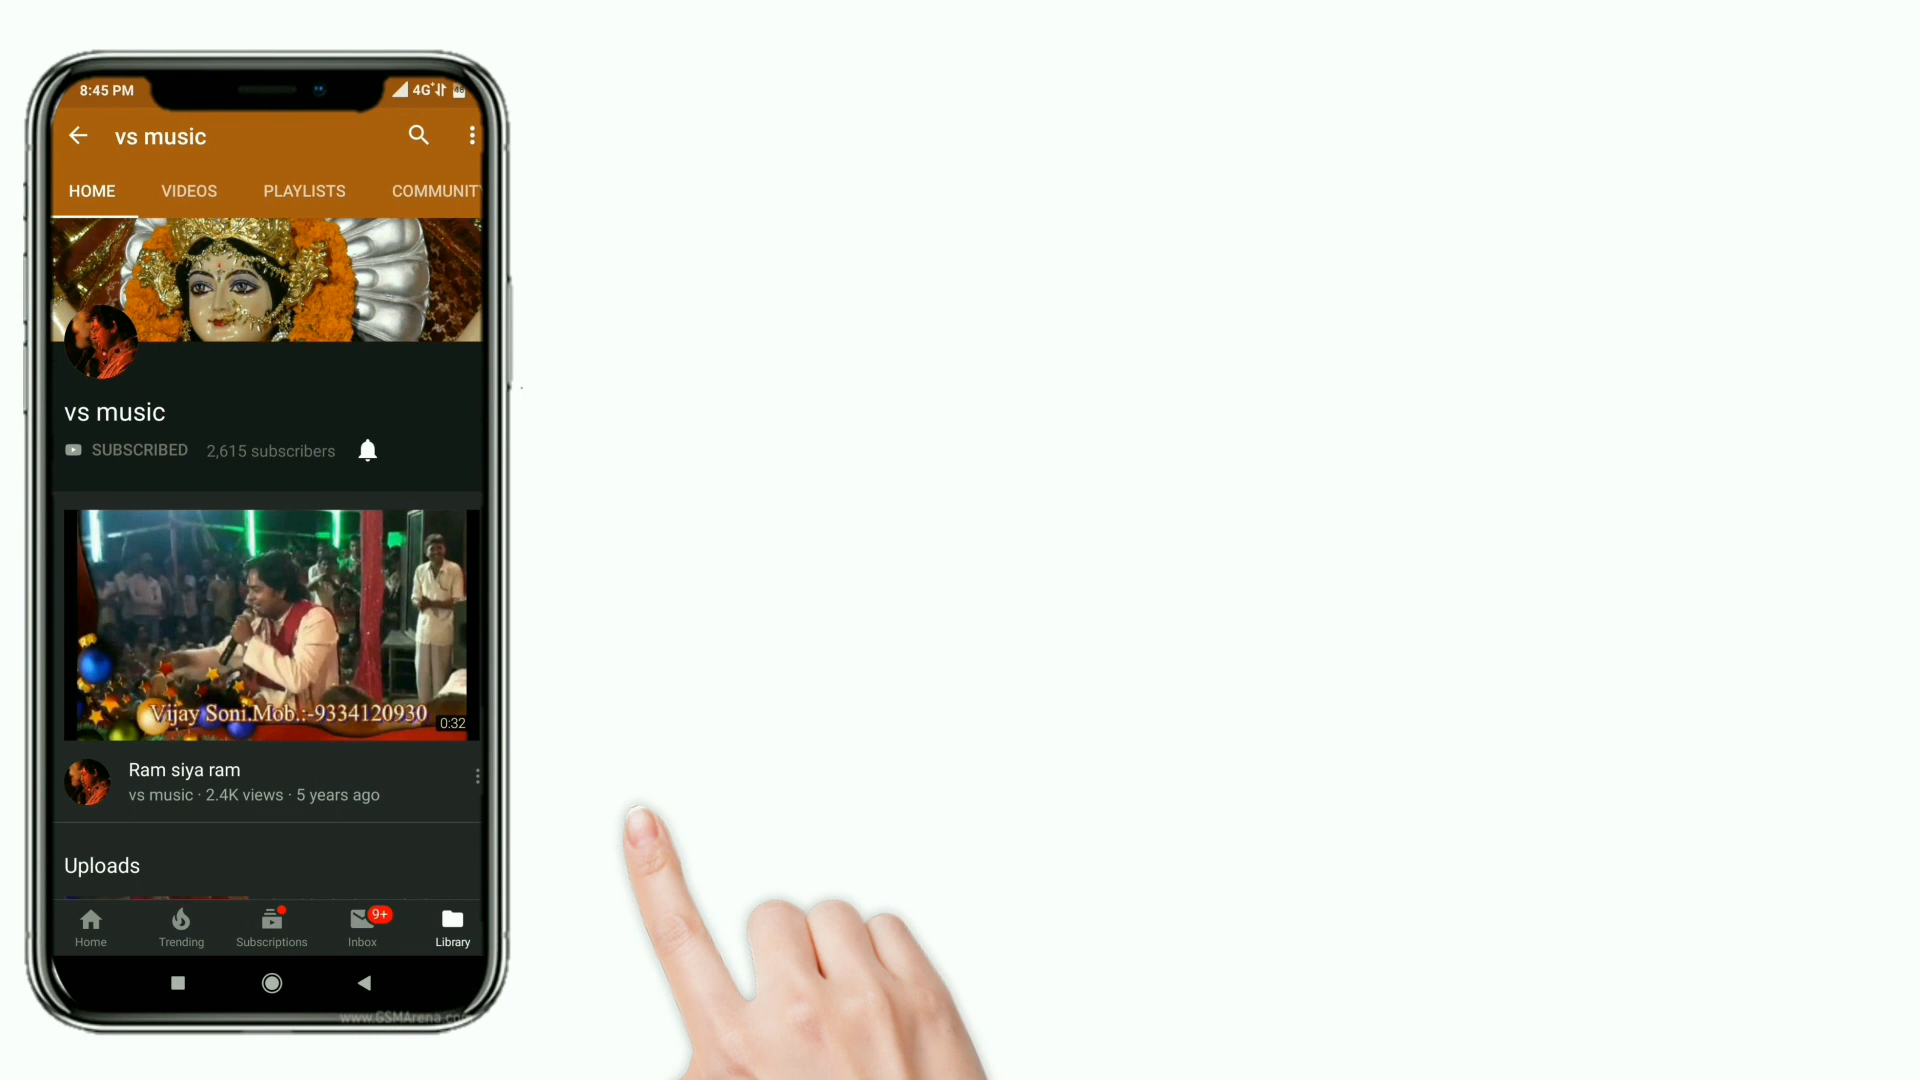 8:45 PM 4G+ 48
vs music
HOME VIDEOS PLAYLISTS COMMUNIT
vs music
SUBSCRIBED 2,615 subscribers
Vijay Soni.Mob.:-9334120930
0:32
Ram siya ram
vs music · 2.4K views · 5 years ago
Uploads
9+
Home Trending Subscriptions Inbox Library
www.GSMArena.com